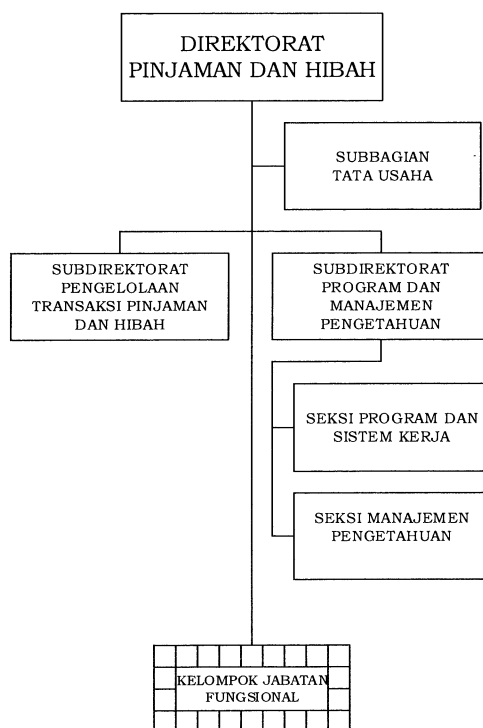 DIREKTORAT
PINJAMAN DAN HIBAH
SUBBAGIAN
TATA USAHA
SUBDIREKTORAT
PENGELOLAAN
TRANSAKSI PINJAMAN
DAN HIBAH
SUBDIREKTORAT
PROGRAM DAN
MANAJEMEN
PENGETAHUAN
SEKSI PROGRAM DAN
SISTEM KERJA
SEKSI MANAJEMEN
PENGETAHUAN
KELOMPOK JABATAN
FUNGSIONAL